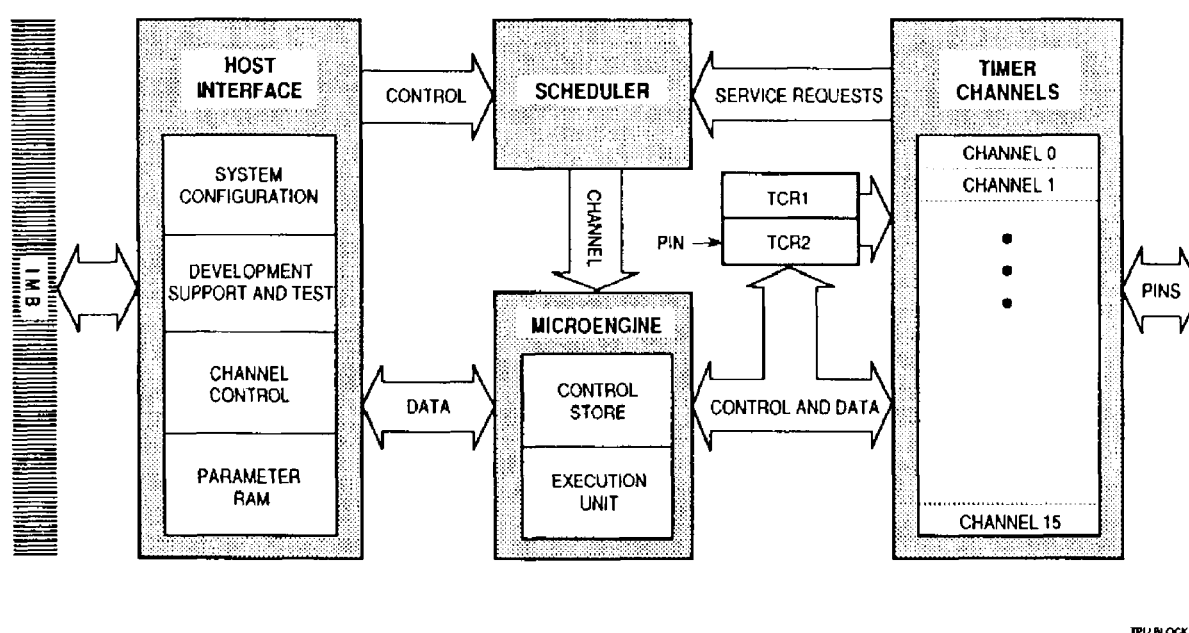 HOST
INTERFACE
CONTROL
SCHEDULER
SERVICE REQUESTS
TIMER
CHANNELS
SYSTEM
CONFIGURATION
DEVELOPMENT
SUPPORT AND TEST
CHANNEL
CONTROL
PARAMETER
RAM
IMB
CHANNEL
TCR1
PIN
TCR2
CHANNEL 0
CHANNEL 1
CHANNEL 15
PINS
MICROENGINE
CONTROL
STORE
EXECUTION
UNIT
DATA
CONTROL AND DATA
TPU BLOCK